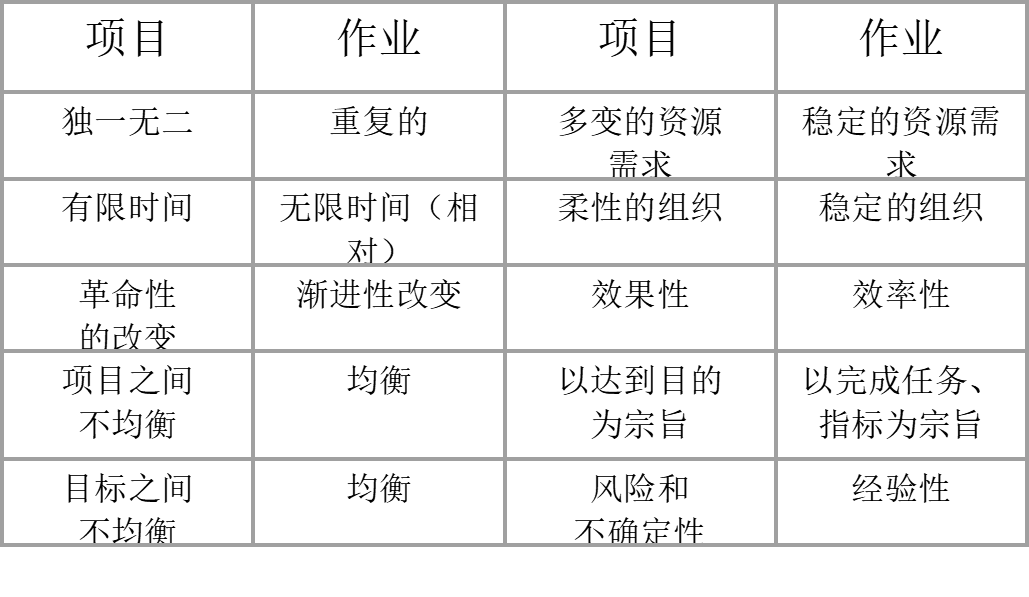 项目 作业 项目 作业
独一无二 重复的 多变的资源 稳定的资源需
需求 求
有限时间 无限时间（相 柔性的组织 稳定的组织
对）
革命性 渐进性改变 效果性 效率性
的改变
项目之间 均衡 以达到目的 以完成任务、
不均衡 为宗旨 指标为宗旨
目标之间 均衡 风险和 经验性
不均衡 不确定性